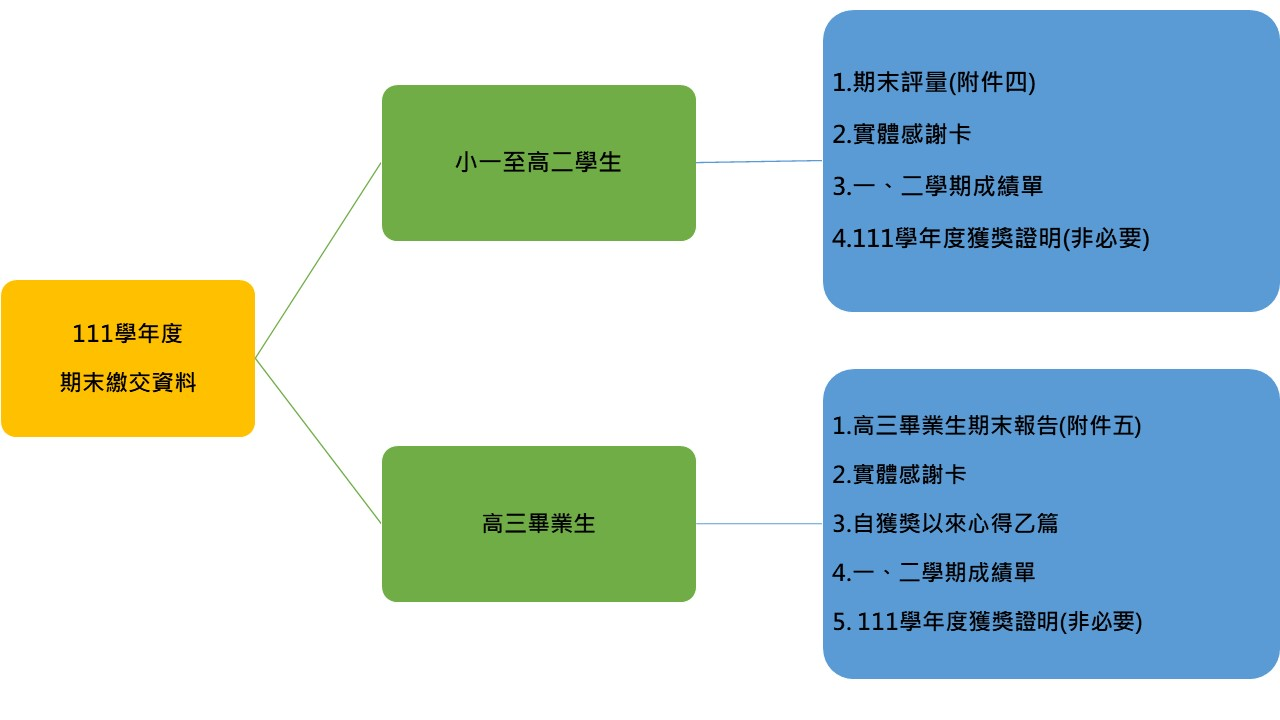 111學年度
期末繳交資料
小一至高二學生
1.期末評量(附件四)
2.實體感謝卡
3.一、二學期成績單
4.111學年度獲獎證明(非必要)
高三畢業生
1.高三畢業生期末報告(附件五)
2.實體感謝卡
3.自獲獎以來心得乙篇
4.一、二學期成績單
5. 111學年度獲獎證明(非必要)